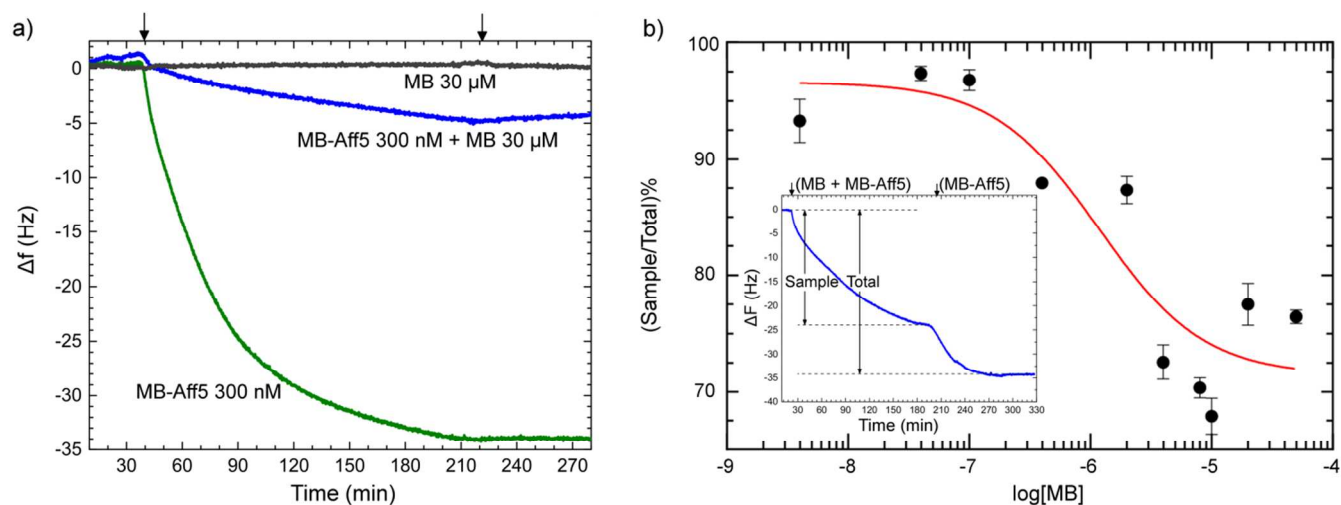 a)
Δf (Hz)
0
-5
-10
-15
-20
-25
-30
-35
MB 30 µM
MB-Aff5 300 nM + MB 30 µM
MB-Aff5 300 nM
30 60 90 120 150 180 210 240 270
Time (min)
b)
(Sample/Total)%
100
90
80
70
(MB + MB-Aff5) (MB-Aff5)
ΔF (Hz)
0
-5
-10
-15
-20
-25
-30
-35
-40
Sample Total
30 60 90 120 150 180 210 240 270 300 330
Time (min)
-9 -8 -7 -6 -5 -4
log[MB]